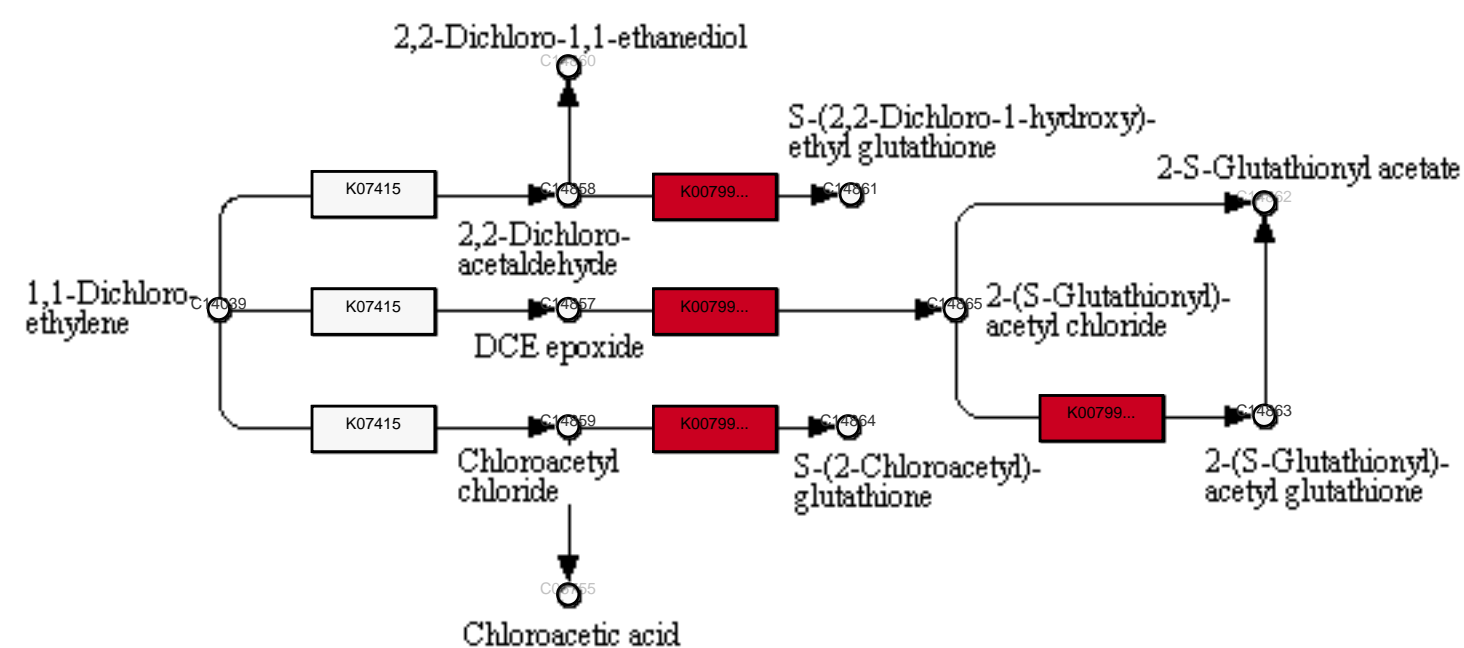 2,2-Dichloro-1,1-ethanediol
S-(2,2-Dichloro-1-hydroxy)-
ethyl glutathione
2-S-Glutathionyl acetate
K07415
C14858
K00799...
C14861
2,2-Dichloro-
acetaldehyde
1,1-Dichloro-
ethylene
C14039
K07415
C14857
K00799...
C14865
2-(S-Glutathionyl)-
acetyl chloride
DCE epoxide
K07415
C14859
K00799...
C14864
K00799...
C14863
Chloroacetyl
chloride
S-(2-Chloroacetyl)-
glutathione
2-(S-Glutathionyl)-
acetyl glutathione
Chloroacetic acid